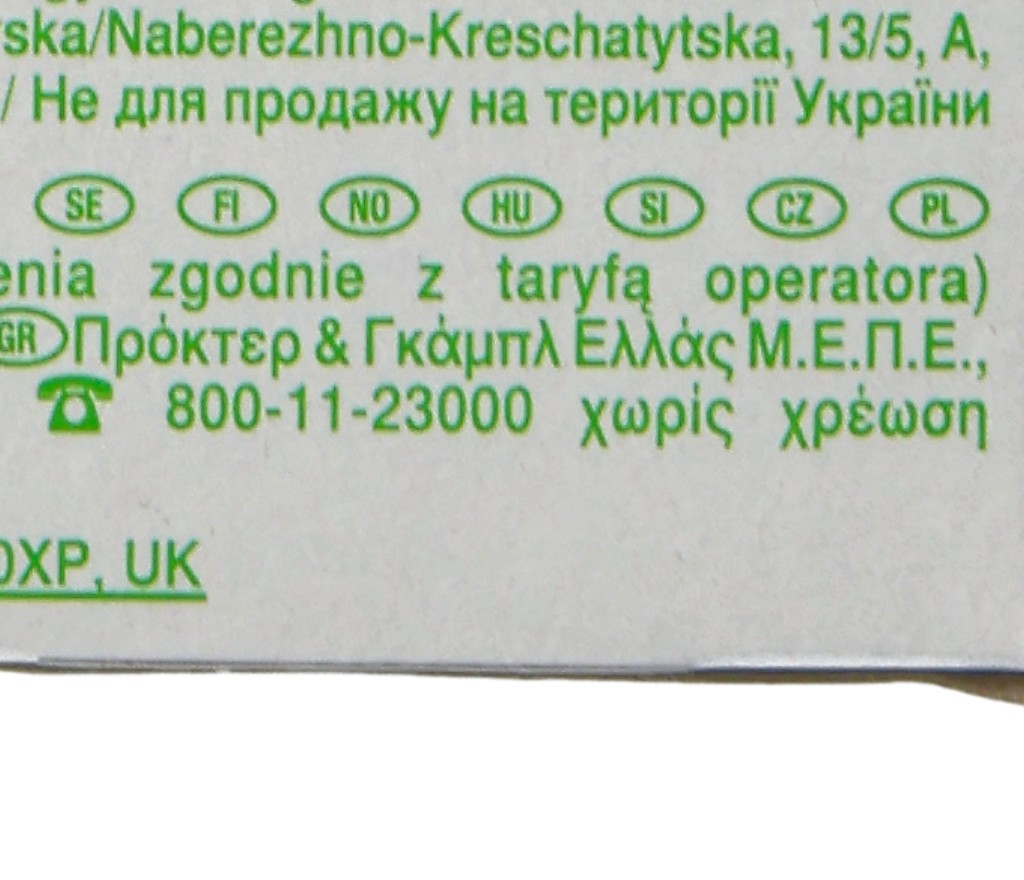 ska/Naberezhno-Kreschatytska, 13/5, A,
/ Не для продажу на території України
SE FI NO HU SI CZ PL
enia zgodnie z taryfą operatora)
GR Πρόκτερ & Γκάμπλ Ελλάς Μ.Ε.Π.Ε.,
☎ 800-11-23000 χωρίς χρέωση
0XP, UK